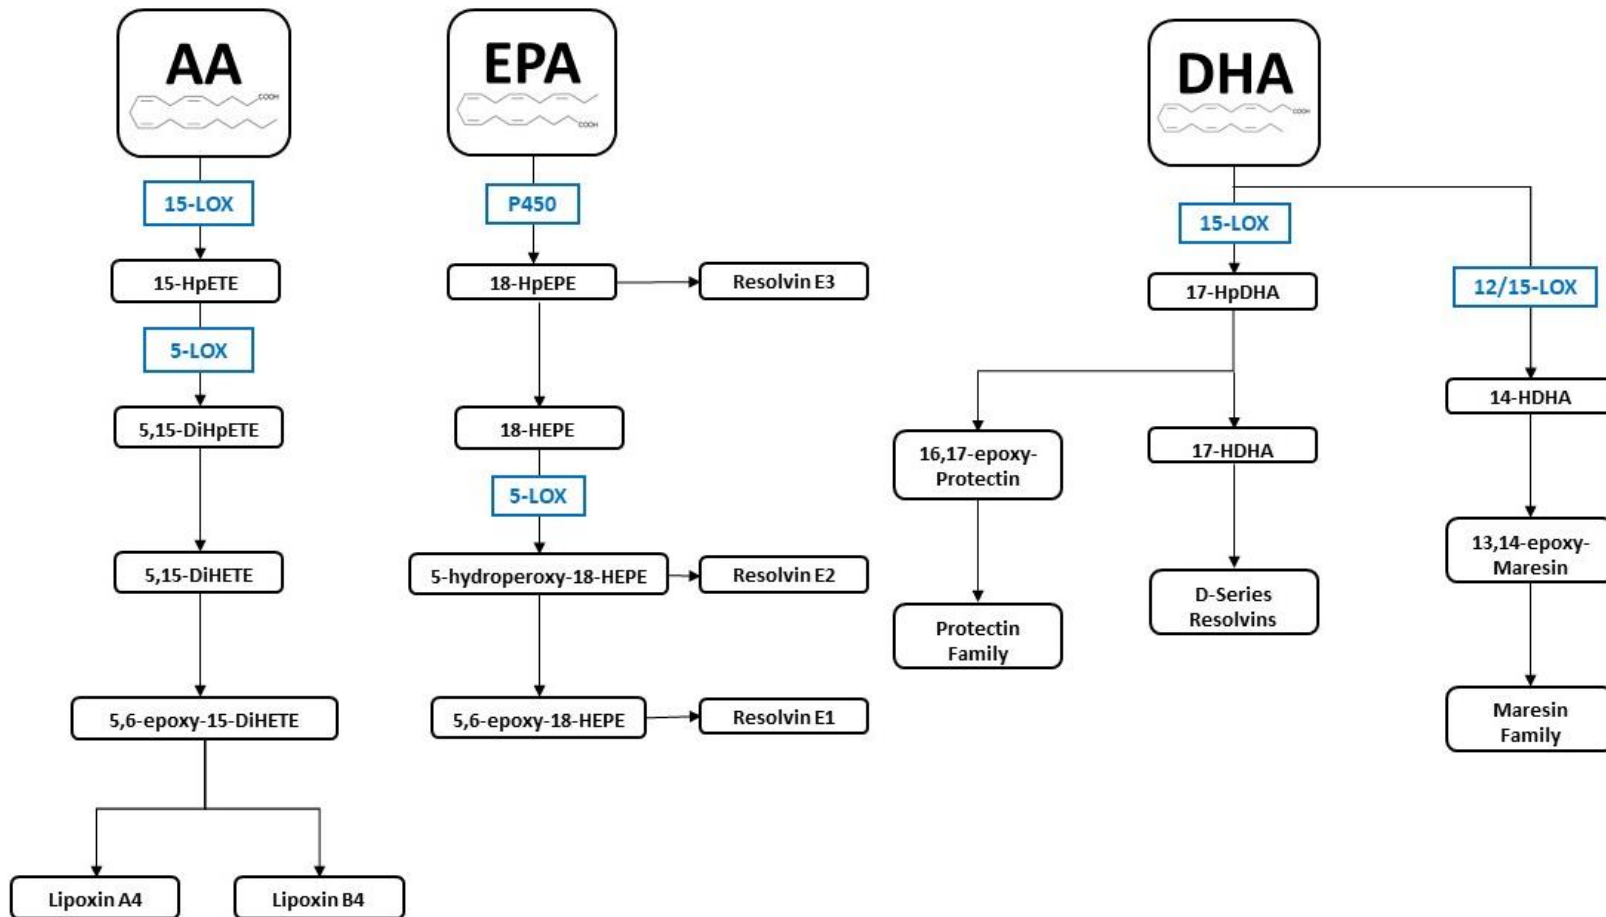 AA
COOH
15-LOX
15-HpETE
5-LOX
5,15-DiHpETE
5,15-DiHETE
5,6-epoxy-15-DiHETE
Lipoxin A4
Lipoxin B4
EPA
COOH
P450
18-HpEPE
Resolvin E3
18-HEPE
5-LOX
5-hydroperoxy-18-HEPE
Resolvin E2
5,6-epoxy-18-HEPE
Resolvin E1
DHA
COOH
15-LOX
17-HpDHA
16,17-epoxy-
Protectin
Protectin
Family
17-HDHA
D-Series
Resolvins
12/15-LOX
14-HDHA
13,14-epoxy-
Maresin
Maresin
Family